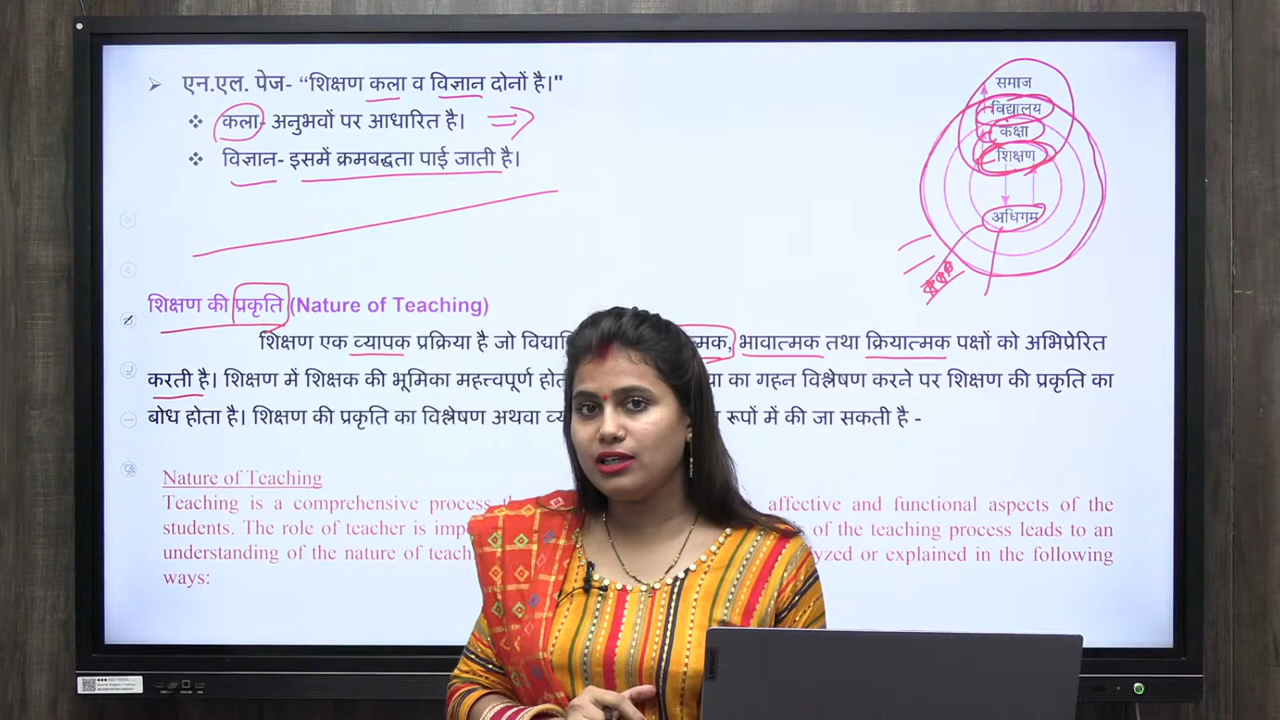 एन.एल. पेज- “शिक्षण कला व विज्ञान दोनों है।"
कला- अनुभवों पर आधारित है।
विज्ञान- इसमें क्रमबद्धता पाई जाती है।
समाज
विद्यालय
कक्षा
शिक्षण
अधिगम
शिक्षण की प्रकृति (Nature of Teaching)
शिक्षण एक व्यापक प्रक्रिया है जो भावात्मक तथा क्रियात्मक पक्षों को अभिप्रेरित
करती है। शिक्षण में शिक्षक की भूमिका महत्त्वपूर्ण का गहन विश्लेषण करने पर शिक्षण की प्रकृति का
बोध होता है। शिक्षण की प्रकृति का विश्लेषण अथवा रूपों में की जा सकती है -
Nature of Teaching
Teaching is a comprehensive process affective and functional aspects of the
students. The role of teacher is of the teaching process leads to an
understanding of the nature of or explained in the following
ways:
Lenovo